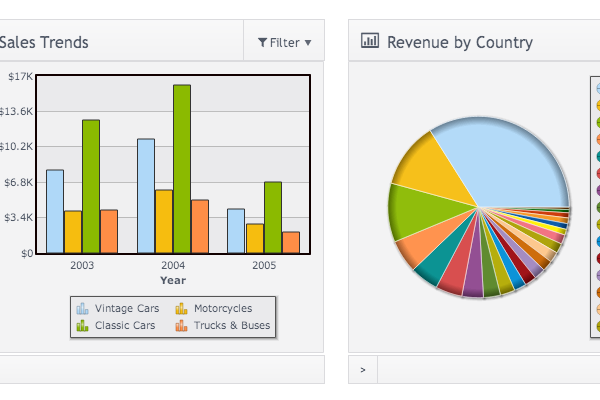 Sales Trends
Filter ▼
$17K
$13.6K
$10.2K
$6.8K
$3.4K
$0
2003 2004 2005
Year
Vintage Cars Motorcycles
Classic Cars Trucks & Buses
Revenue by Country
>